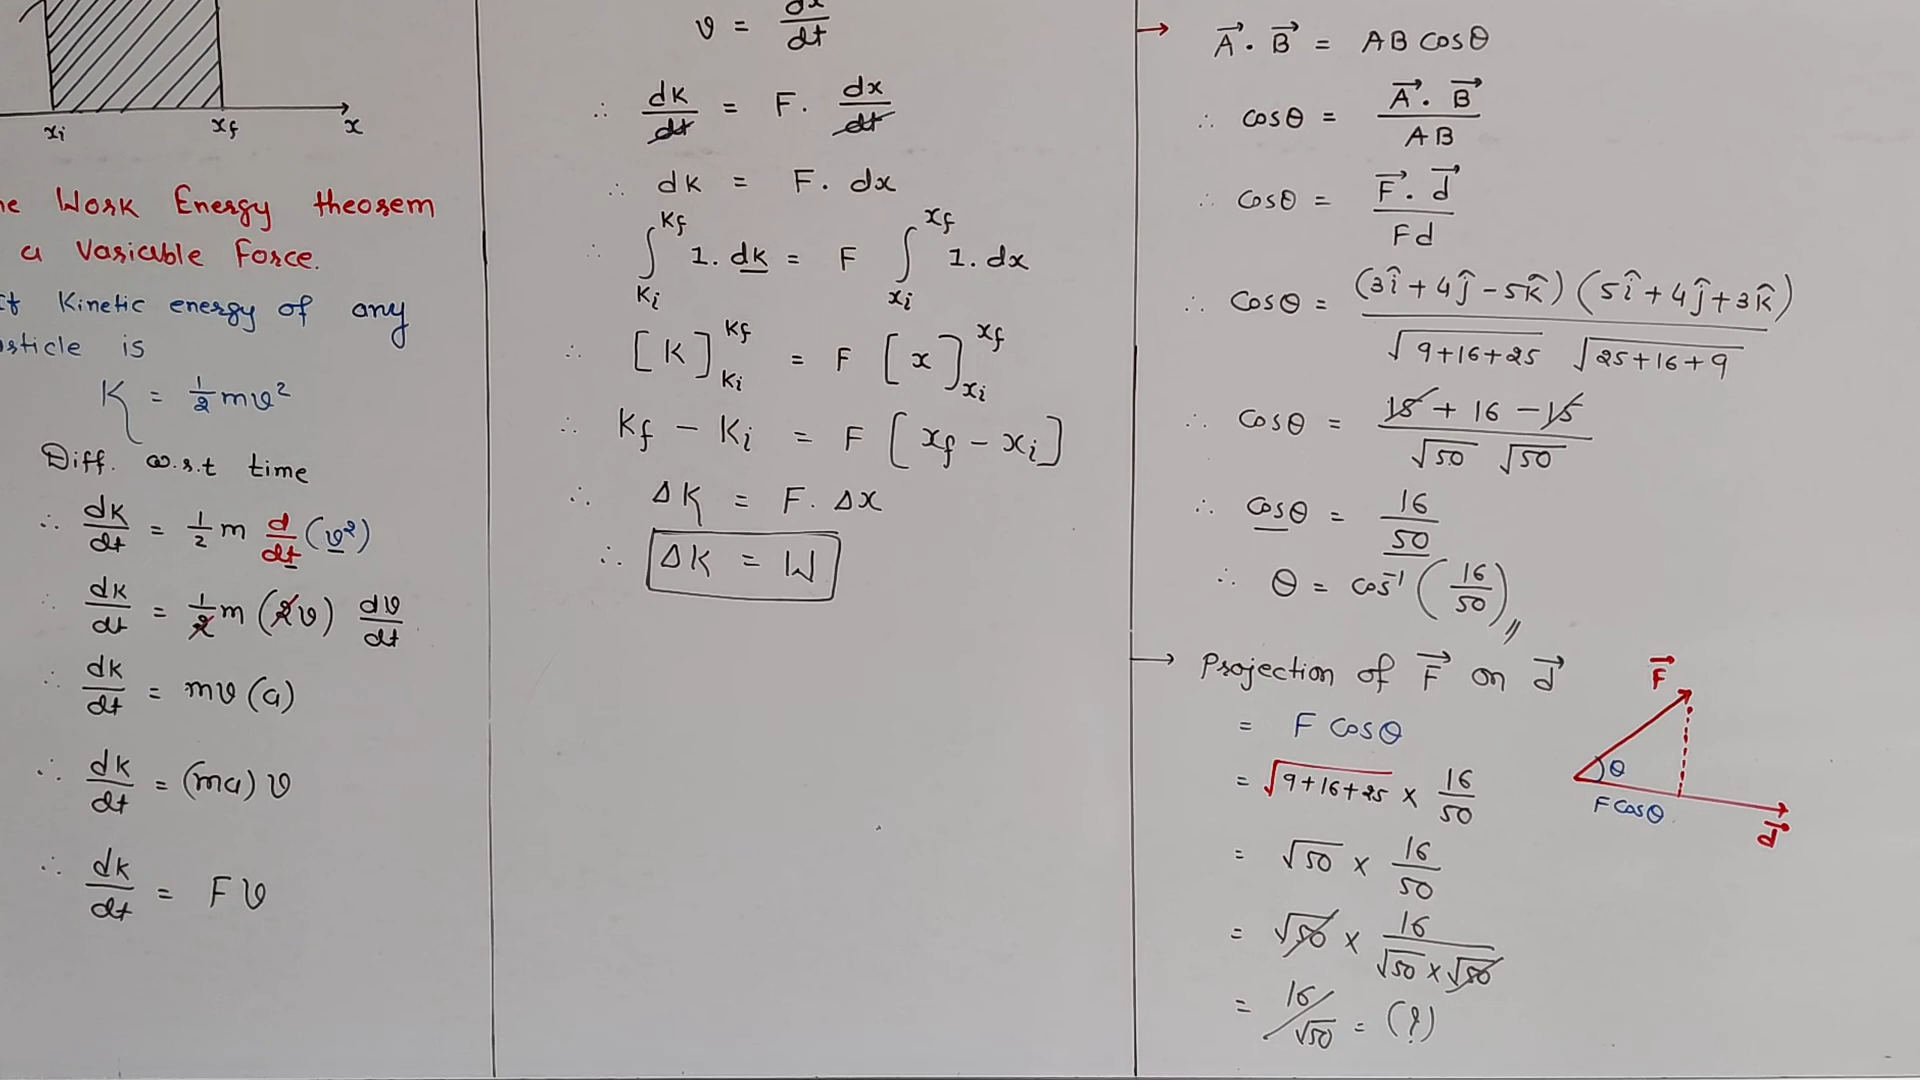 xi xf x
Work Energy theorem
a Variable Force.
Kinetic energy of any
is
K = 1/2 mv²
Diff. w.r.t time
∴ dk/dt = 1/2 m d/dt (v²)
∴ dk/dt = 1/2 m (2v) dv/dt
∴ dk/dt = mv (a)
∴ dk/dt = (ma) v
∴ dk/dt = Fv
v = dx/dt
∴ dk/dt = F. dx/dt
∴ dk = F. dx
∴ ∫_Ki^Kf 1. dk = F ∫_xi^xf 1. dx
∴ [K]_Ki^Kf = F [x]_xi^xf
∴ Kf - Ki = F [xf - xi]
∴ ΔK = F. Δx
∴ ΔK = W
→ A⃗. B⃗ = AB cosθ
∴ cosθ = A⃗. B⃗ / AB
∴ cosθ = F⃗. d⃗ / Fd
∴ cosθ = (3î + 4ĵ - 5k̂) (5î + 4ĵ + 3k̂) / √9+16+25 √25+16+9
∴ cosθ = 15 + 16 - 15 / √50 √50
∴ cosθ = 16/50
∴ θ = cos⁻¹ (16/50)
→ Projection of F⃗ on d⃗
= F cosθ
= √9+16+25 × 16/50
= √50 × 16/50
= √50 × 16/√50 × √50
= 16/√50 = (?)
F⃗
θ
F cosθ
d⃗